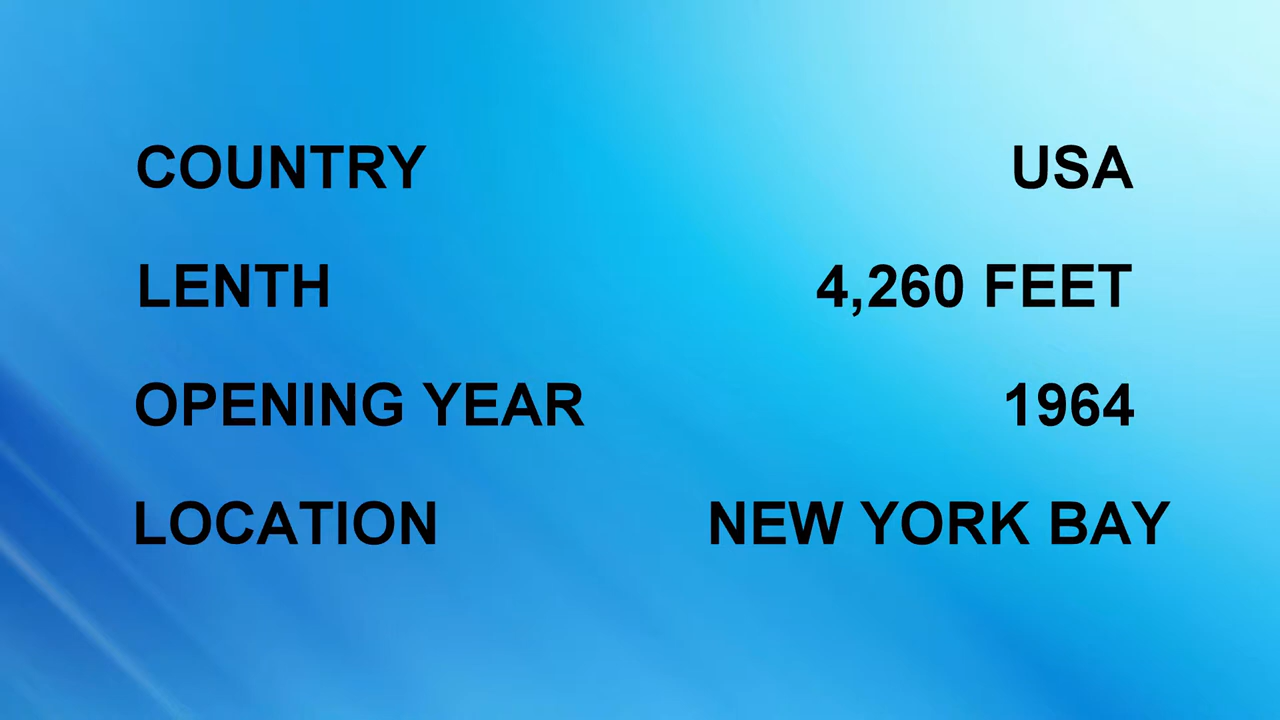 COUNTRY USA
LENTH 4,260 FEET
OPENING YEAR 1964
LOCATION NEW YORK BAY